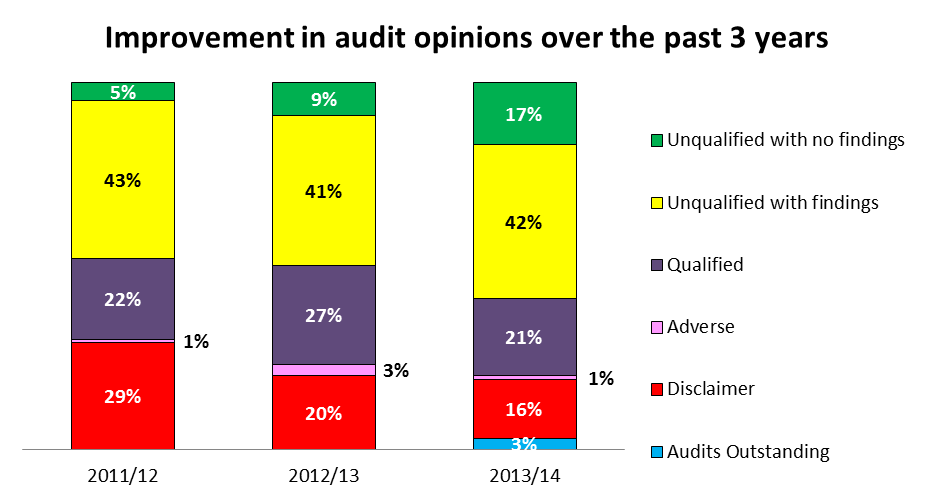 Improvement in audit opinions over the past 3 years
5%
43%
22%
1%
29%
9%
41%
27%
3%
20%
17%
42%
21%
1%
16%
3%
2011/12
2012/13
2013/14
Unqualified with no findings
Unqualified with findings
Qualified
Adverse
Disclaimer
Audits Outstanding